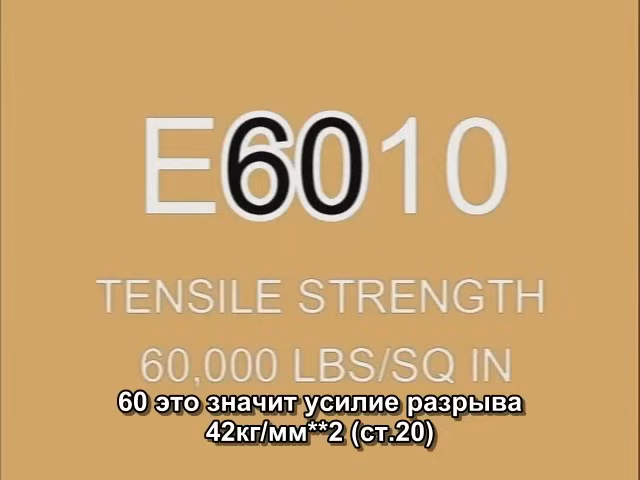 E6010
TENSILE STRENGTH
60,000 LBS/SQ IN
60 это значит усилие разрыва
42кг/мм**2 (ст.20)